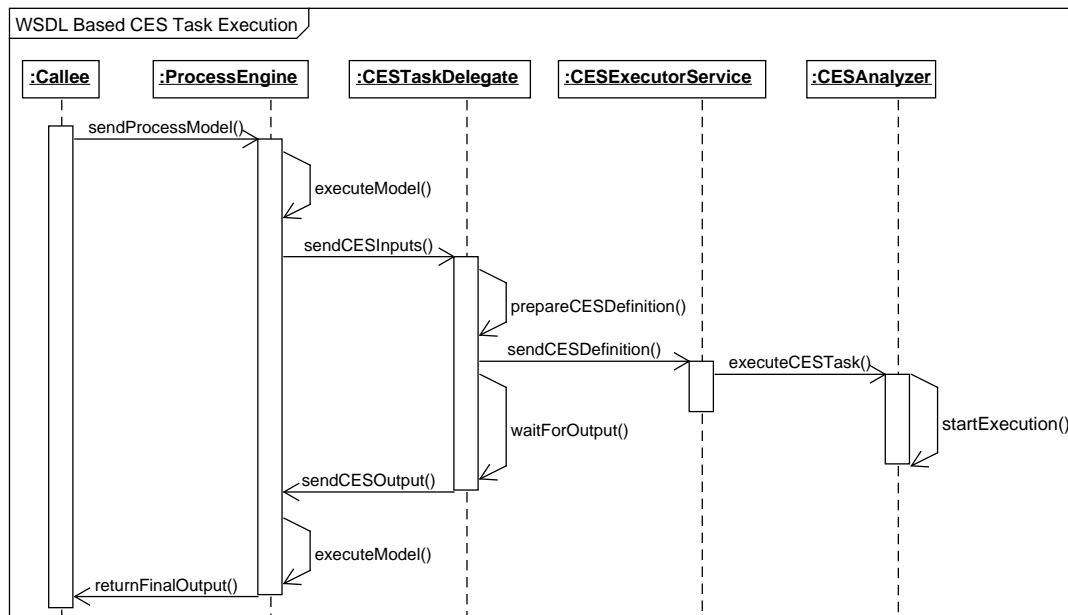 WSDL Based CES Task Execution
:Callee
:ProcessEngine
:CESTaskDelegate
:CESExecutorService
:CESAnalyzer
sendProcessModel()
executeModel()
sendCESInputs()
prepareCESDefinition()
sendCESDefinition()
executeCESTask()
waitForOutput()
startExecution()
sendCESOutput()
executeModel()
returnFinalOutput()